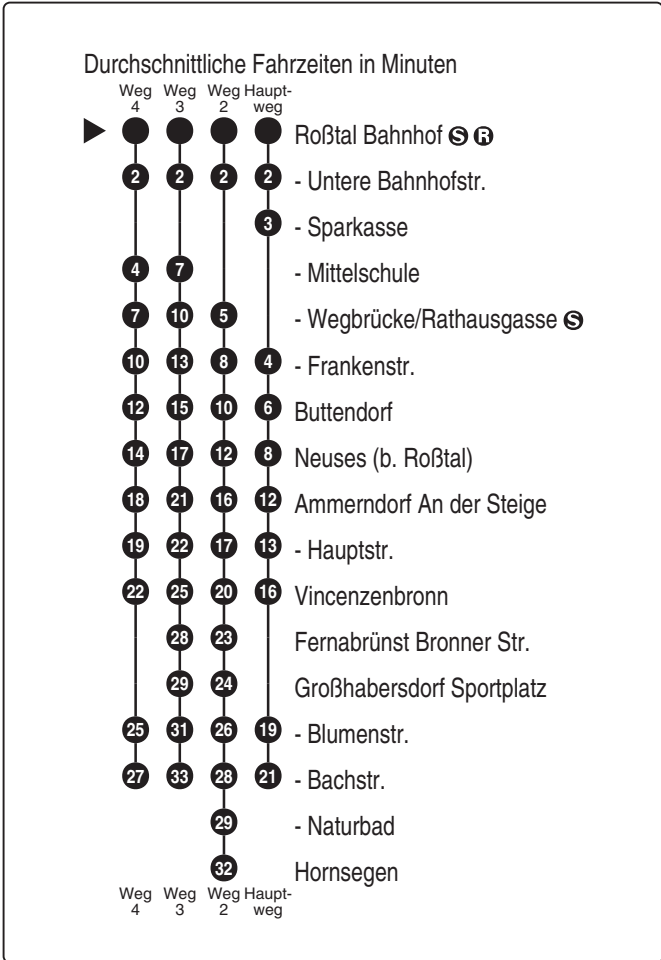 Durchschnittliche Fahrzeiten in Minuten
Weg Weg Weg Haupt-
4 3 2 weg
Roßtal Bahnhof S R
2 2 2 2 - Untere Bahnhofstr.
3 - Sparkasse
4 7 - Mittelschule
7 10 5 - Wegbrücke/Rathausgasse S
10 13 8 4 - Frankenstr.
12 15 10 6 Buttendorf
14 17 12 8 Neuses (b. Roßtal)
18 21 16 12 Ammerndorf An der Steige
19 22 17 13 - Hauptstr.
22 25 20 16 Vincenzenbronn
28 23 Fernabrünst Bronner Str.
29 24 Großhabersdorf Sportplatz
25 31 26 19 - Blumenstr.
27 33 28 21 - Bachstr.
29 - Naturbad
32 Hornsegen
Weg Weg Weg Haupt-
4 3 2 weg